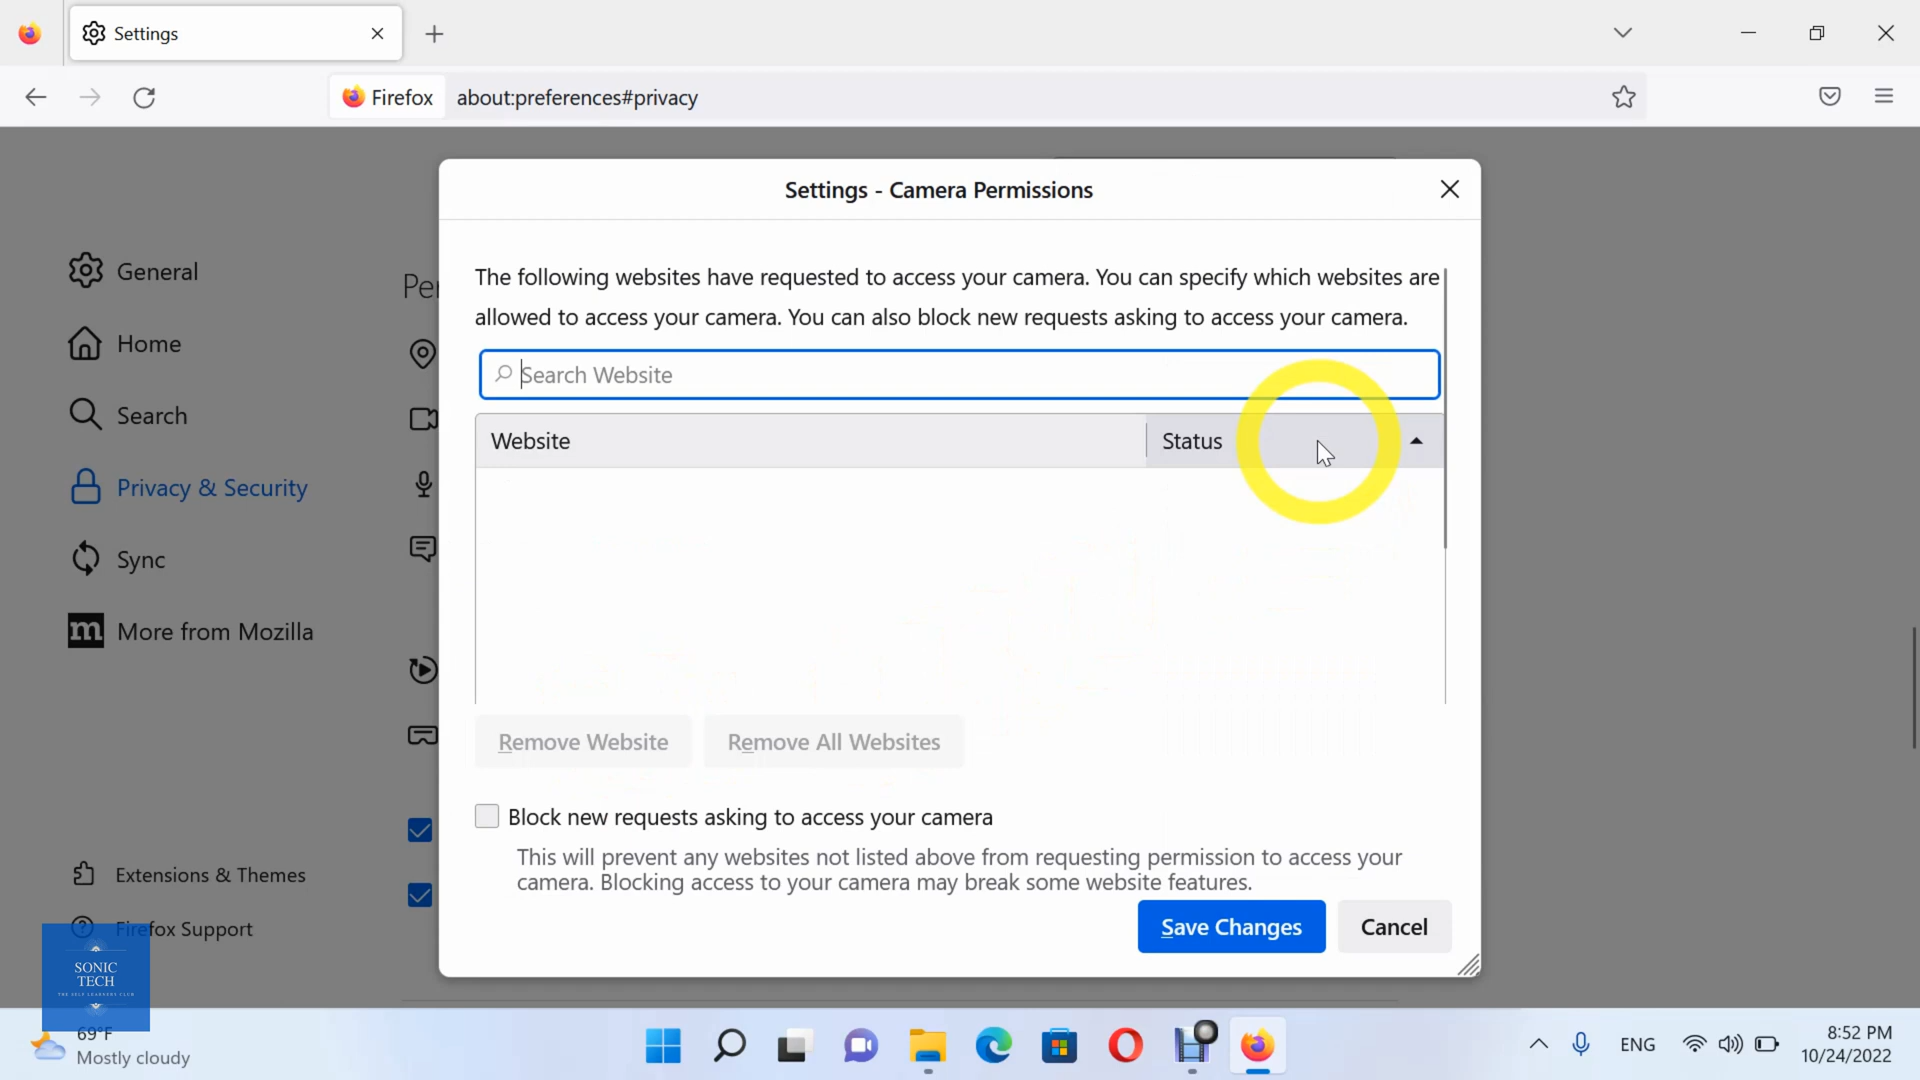 Settings
Firefox
about:preferences#privacy
Settings - Camera Permissions
General
Home
Search
Privacy & Security
Sync
More from Mozilla
Extensions & Themes
Firefox Support
Per
The following websites have requested to access your camera. You can specify which websites are
allowed to access your camera. You can also block new requests asking to access your camera.
Search Website
Website
Status
Remove Website
Remove All Websites
Block new requests asking to access your camera
This will prevent any websites not listed above from requesting permission to access your
camera. Blocking access to your camera may break some website features.
Save Changes
Cancel
SONIC
TECH
THE SELF LEARNERS CLUB
69°F
Mostly cloudy
ENG
8:52 PM
10/24/2022